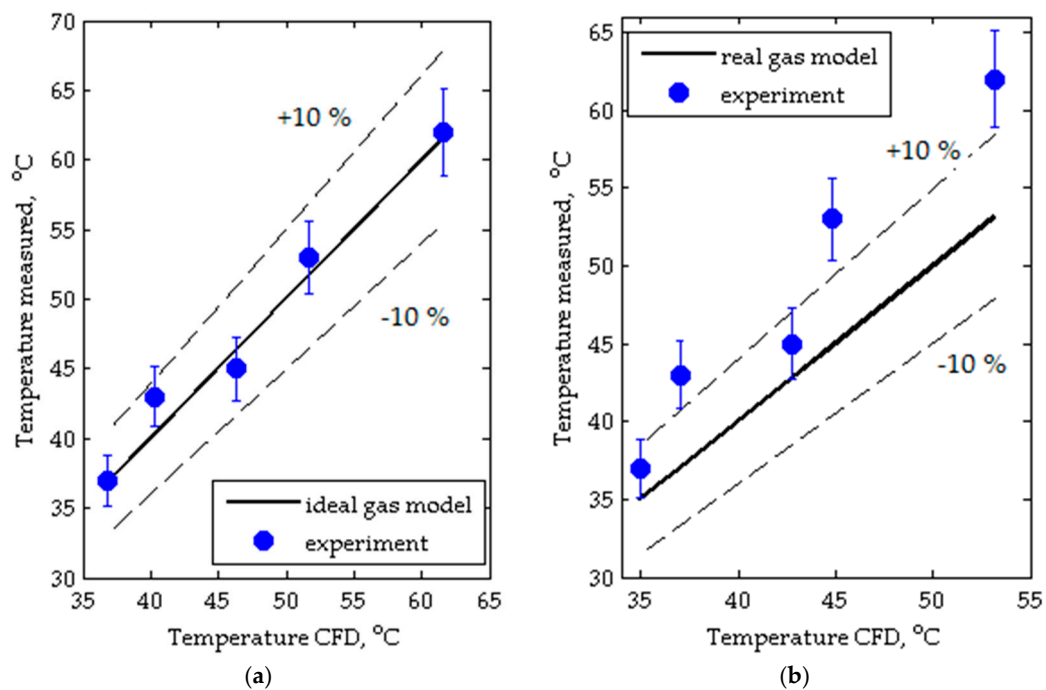 70
65
60
55
50
45
40
35
30
Temperature measured, °C
+10 %
-10 %
ideal gas model
experiment
35 40 45 50 55 60 65
Temperature CFD, °C
(a)
65
60
55
50
45
40
35
30
Temperature measured, °C
real gas model
experiment
+10 %
-10 %
35 40 45 50 55
Temperature CFD, °C
(b)